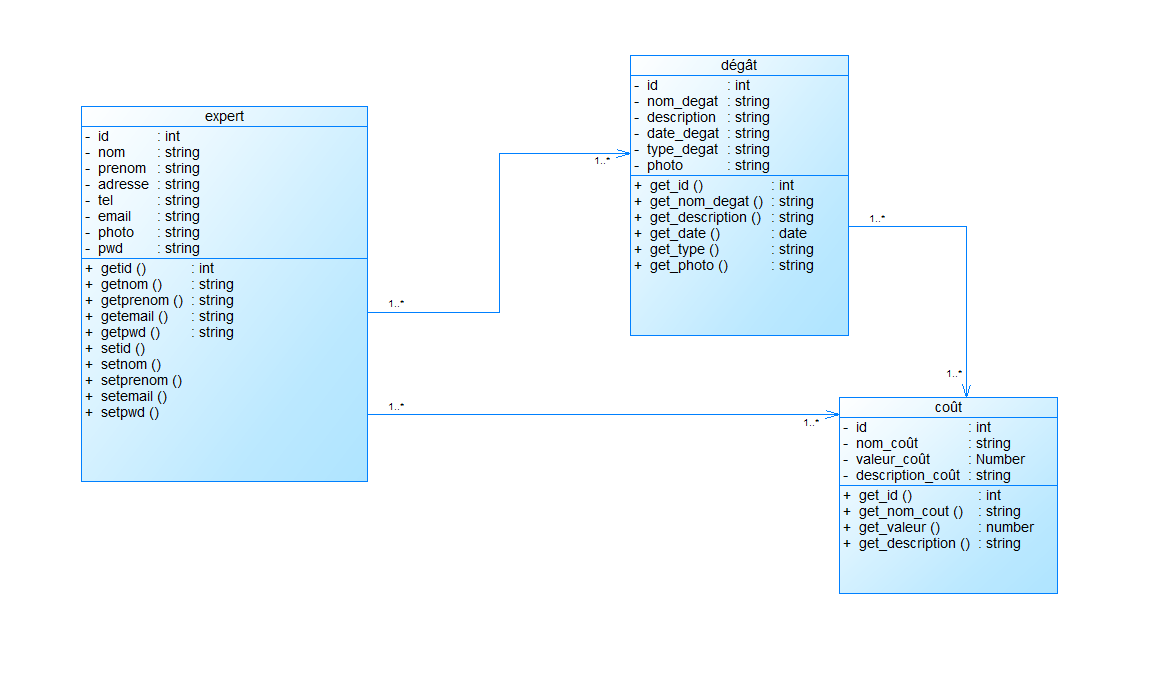 expert
- id : int
- nom : string
- prenom : string
- adresse : string
- tel : string
- email : string
- photo : string
- pwd : string
+ getid () : int
+ getnom () : string
+ getprenom () : string
+ getemail () : string
+ getpwd () : string
+ setid ()
+ setnom ()
+ setprenom ()
+ setemail ()
+ setpwd ()
1..*
1..*
1..*
1..*
dégât
- id : int
- nom_degat : string
- description : string
- date_degat : string
- type_degat : string
- photo : string
+ get_id () : int
+ get_nom_degat () : string
+ get_description () : string
+ get_date () : date
+ get_type () : string
+ get_photo () : string
1..*
1..*
coût
- id : int
- nom_coût : string
- valeur_coût : Number
- description_coût : string
+ get_id () : int
+ get_nom_cout () : string
+ get_valeur () : number
+ get_description () : string